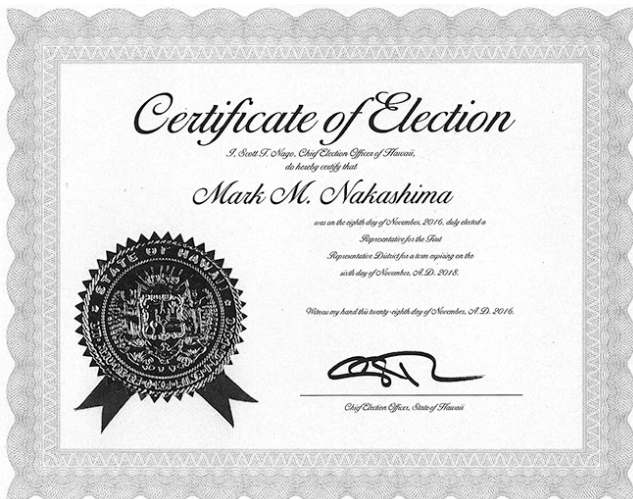 Certificate of Election
I, Scott T. Nago, Chief Election Officer of Hawaii,
do hereby certify that
Mark M. Nakashima
was on the eighth day of November, 2016, duly elected a
Representative for the First
Representative District for a term expiring on the
sixth day of November, A.D. 2018.
Witness my hand this twenty-eighth day of November, A.D. 2016.
Chief Election Officer, State of Hawaii
STATE OF HAWAII